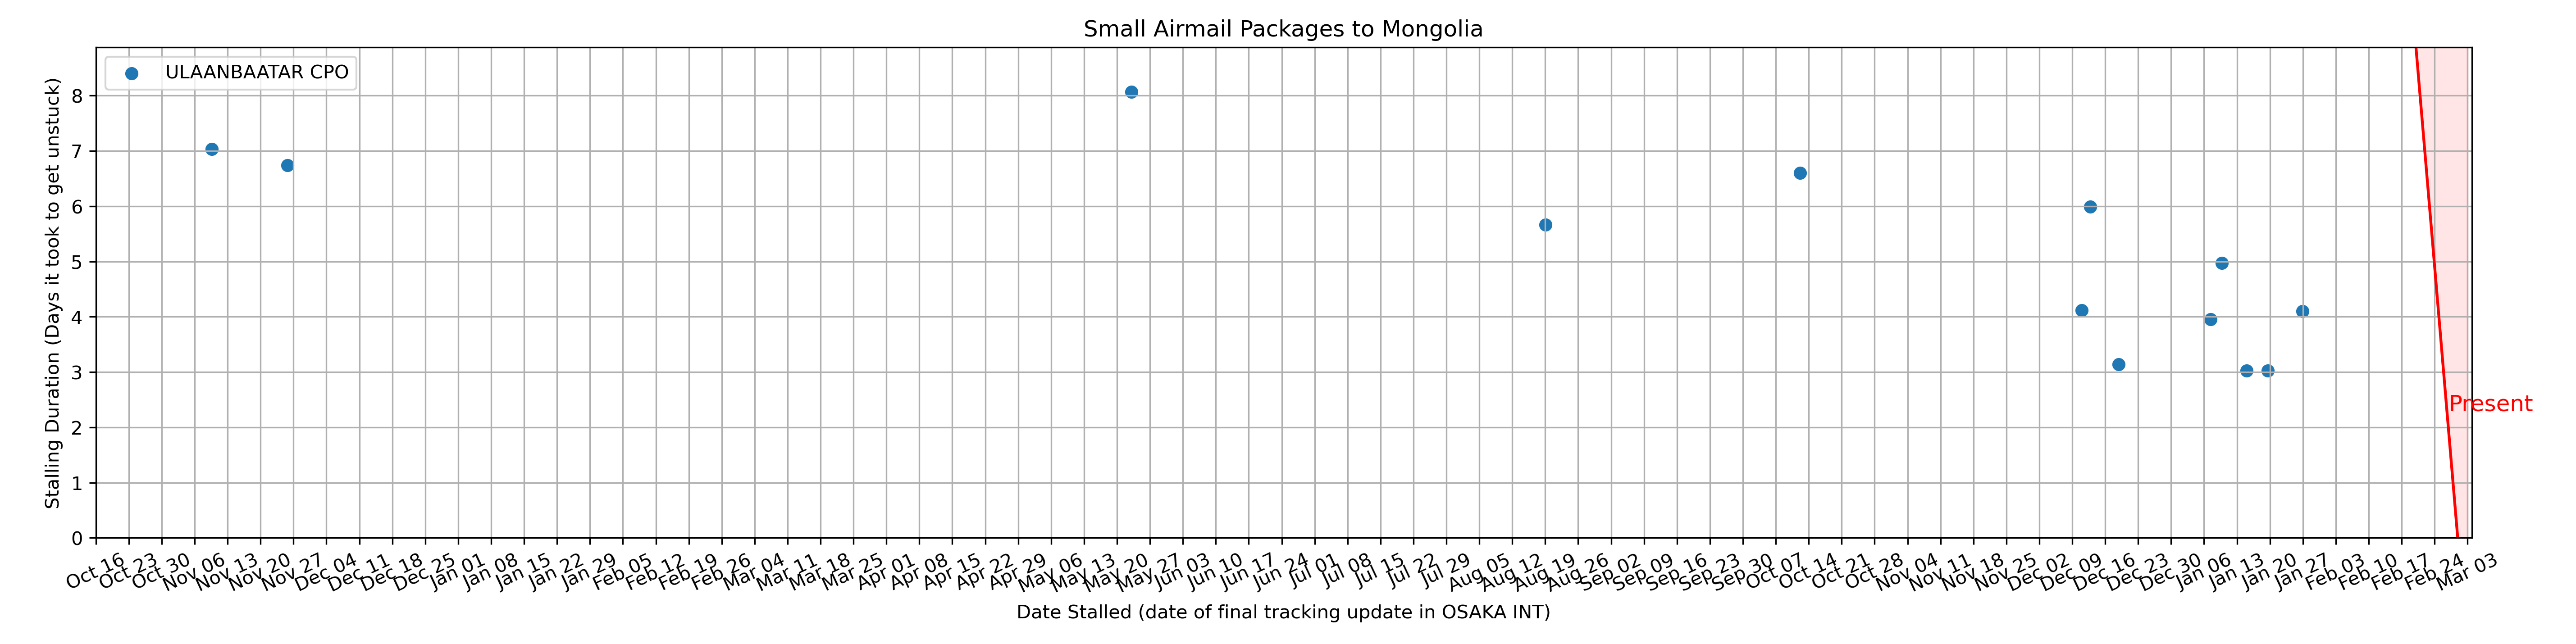 Small Airmail Packages to Mongolia
ULAANBAATAR CPO
Stalling Duration (Days it took to get unstuck)
8
7
6
5
4
3
2
1
0
Present
Oct 16 Oct 23 Oct 30 Nov 06 Nov 13 Nov 20 Nov 27 Dec 04 Dec 11 Dec 18 Dec 25 Jan 01 Jan 08 Jan 15 Jan 22 Jan 29 Feb 05 Feb 12 Feb 19 Feb 26 Mar 04 Mar 11 Mar 18 Mar 25 Apr 01 Apr 08 Apr 15 Apr 22 Apr 29 May 06 May 13 May 20 May 27 Jun 03 Jun 10 Jun 17 Jun 24 Jul 01 Jul 08 Jul 15 Jul 22 Jul 29 Aug 05 Aug 12 Aug 19 Aug 26 Sep 02 Sep 09 Sep 16 Sep 23 Sep 30 Oct 07 Oct 14 Oct 21 Oct 28 Nov 04 Nov 11 Nov 18 Nov 25 Dec 02 Dec 09 Dec 16 Dec 23 Dec 30 Jan 06 Jan 13 Jan 20 Jan 27 Feb 03 Feb 10 Feb 17 Feb 24 Mar 03
Date Stalled (date of final tracking update in OSAKA INT)